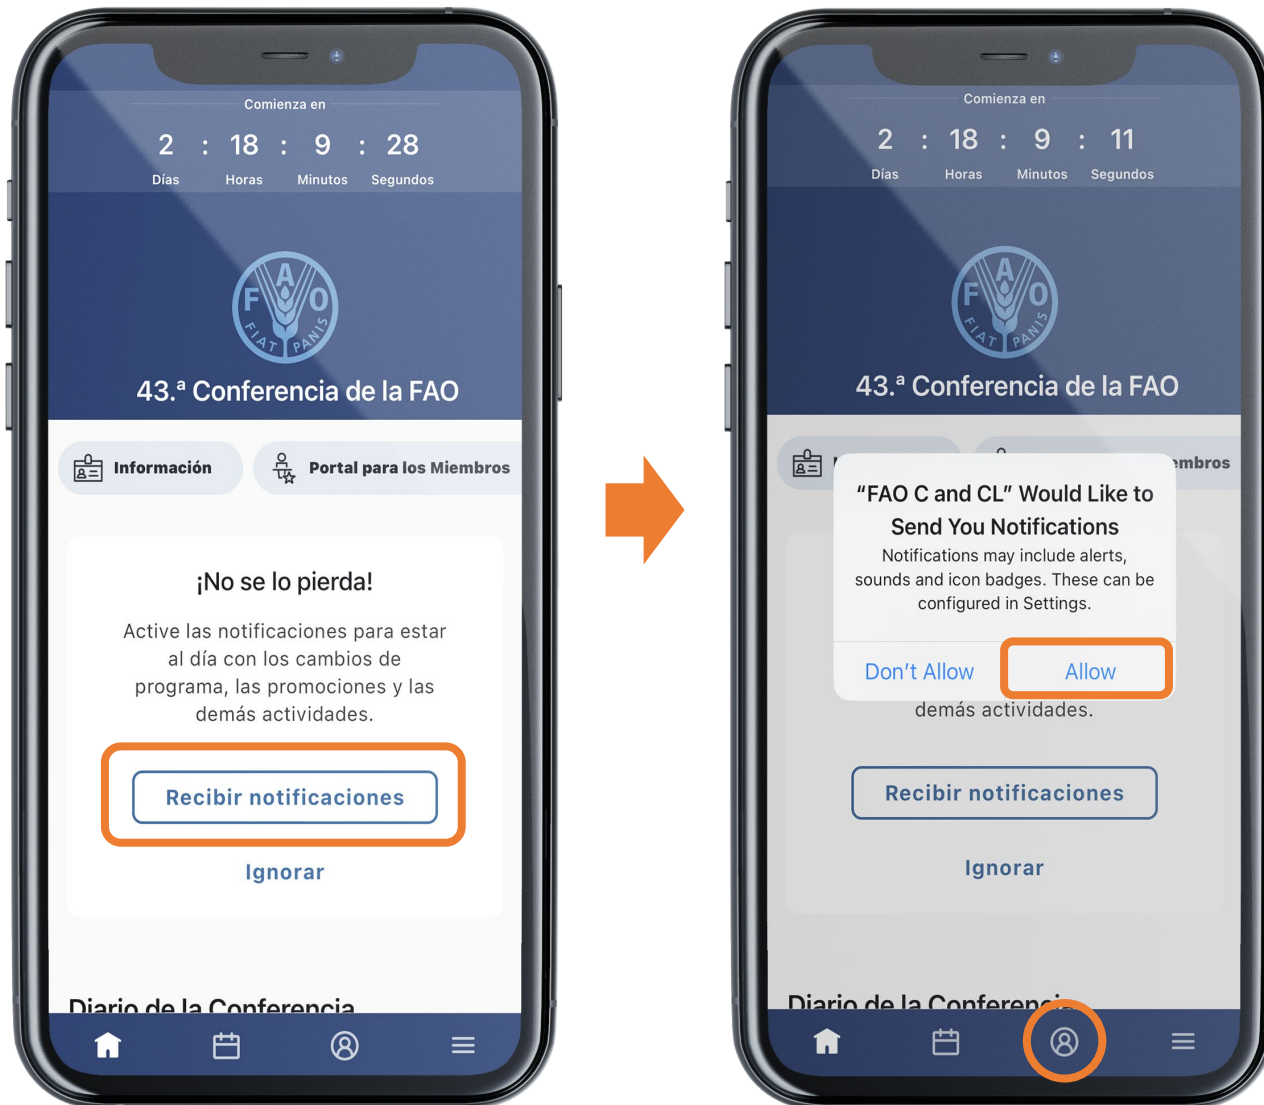 Comienza en
2 : 18 : 9 : 28
Días Horas Minutos Segundos
FAO
FIAT PANIS
43.ª Conferencia de la FAO
Información
Portal para los Miembros
¡No se lo pierda!
Active las notificaciones para estar
al día con los cambios de
programa, las promociones y las
demás actividades.
Recibir notificaciones
Ignorar
Diario de la Conferencia
Comienza en
2 : 18 : 9 : 11
Días Horas Minutos Segundos
FAO
FIAT PANIS
43.ª Conferencia de la FAO
embros
"FAO C and CL" Would Like to
Send You Notifications
Notifications may include alerts,
sounds and icon badges. These can be
configured in Settings.
Don't Allow
Allow
demás actividades.
Recibir notificaciones
Ignorar
Diario de la Conferencia